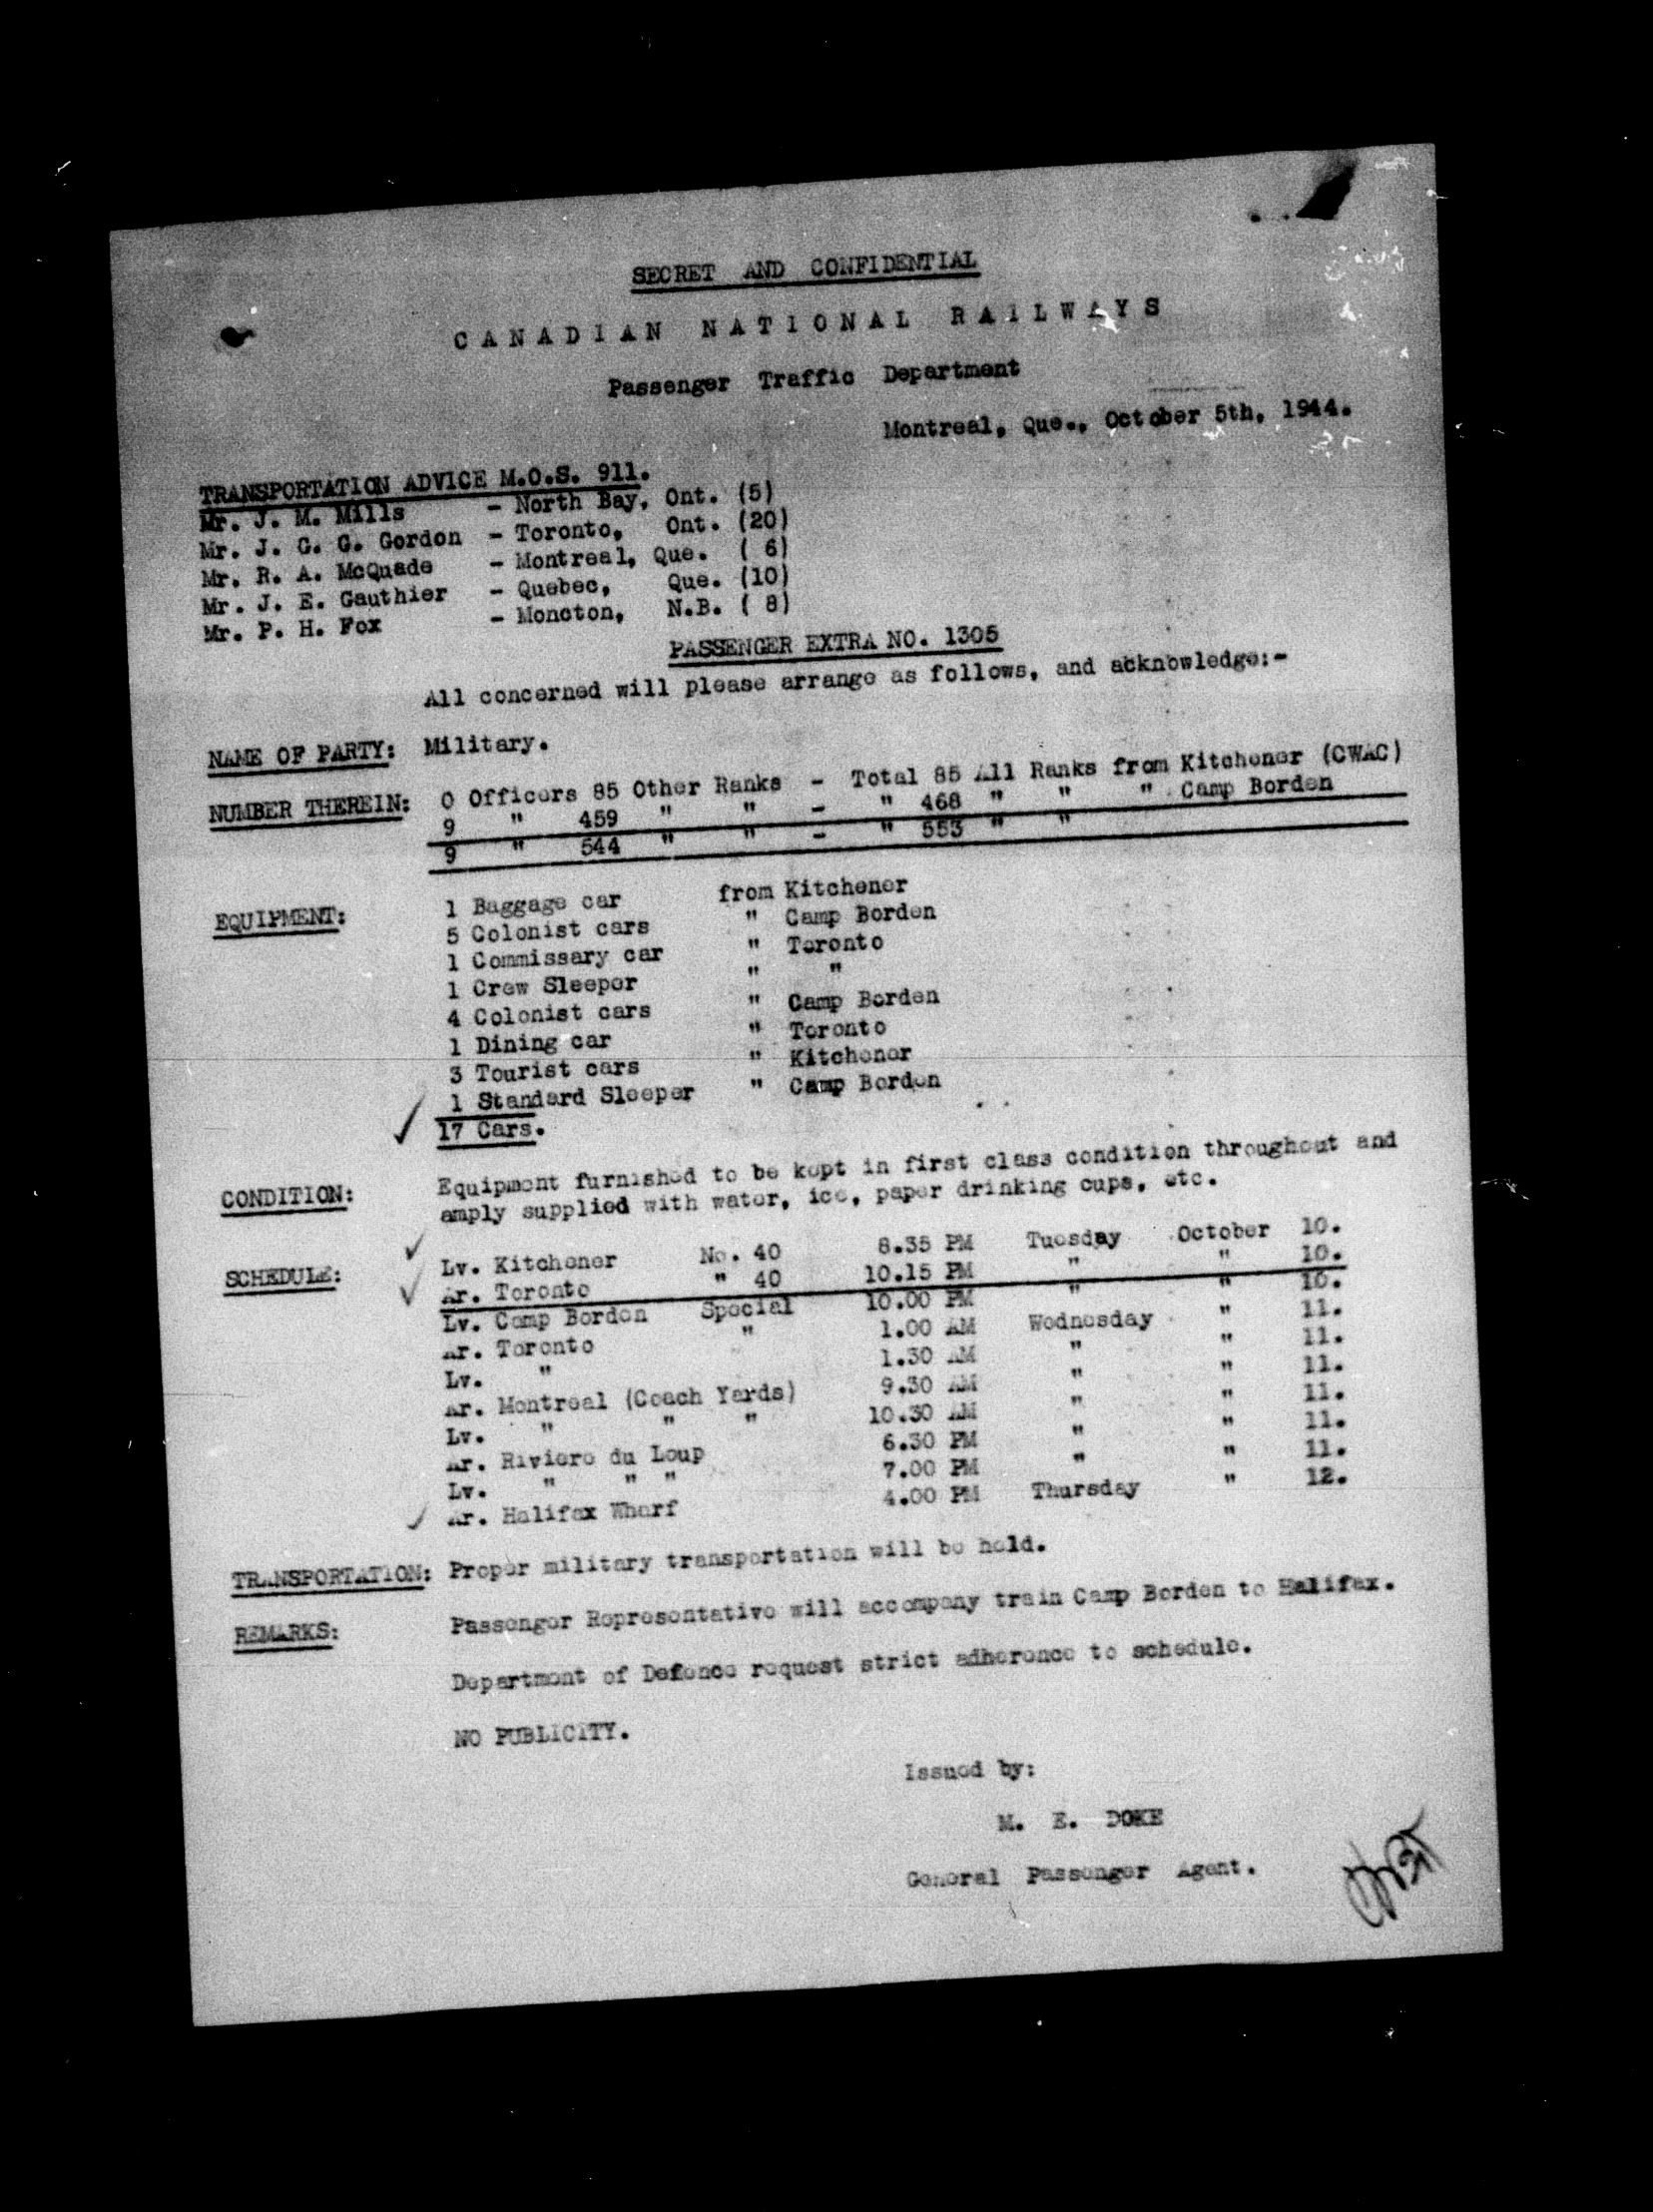 SECRET AND CONFIDENTIAL
CANADIAN NATIONAL RAILWAYS
Passenger Traffic Department
Montreal, Que., October 5th, 1944.
TRANSPORTATION ADVICE M.O.S. 911.
Mr. J. M. Mills - North Bay, Ont. (5)
Mr. J. G. G. Gordon - Toronto, Ont. (20)
Mr. R. A. McQuade - Montreal, Que. ( 6)
Mr. J. E. Gauthier - Quebec, Que. (10)
Mr. P. H. Fox - Moncton, N.B. ( 8)
PASSENGER EXTRA NO. 1305
All concerned will please arrange as follows, and acknowledge:-
NAME OF PARTY: Military.
NUMBER THEREIN: 0 Officers 85 Other Ranks - Total 85 All Ranks from Kitchener (CWAC)
9 " 459 " " - " 468 " " " Camp Borden
9 " 544 " " - " 553 " "
EQUIPMENT: 1 Baggage car from Kitchener
5 Colonist cars " Camp Borden
1 Commissary car " Toronto
1 Crew Sleeper " "
4 Colonist cars " Camp Borden
1 Dining car " Toronto
3 Tourist cars " Kitchener
1 Standard Sleeper " Camp Borden
17 Cars.
CONDITION: Equipment furnished to be kept in first class condition throughout and
amply supplied with water, ice, paper drinking cups, etc.
SCHEDULE: Lv. Kitchener No. 40 8.35 PM Tuesday October 10.
Ar. Toronto " 40 10.15 PM " " 10.
Lv. Camp Borden Special 10.00 PM " " 10.
Ar. Toronto " 1.00 AM Wednesday " 11.
Lv. " 1.30 AM " " 11.
Ar. Montreal (Coach Yards) 9.30 AM " " 11.
Lv. " " " 10.30 AM " " 11.
Ar. Riviere du Loup 6.30 PM " " 11.
Lv. " " " 7.00 PM " " 11.
Ar. Halifax Wharf 4.00 PM Thursday " 12.
TRANSPORTATION: Proper military transportation will be held.
REMARKS: Passenger Representative will accompany train Camp Borden to Halifax.
Department of Defence request strict adherence to schedule.
NO PUBLICITY.
Issued by:
M. E. DOKE
General Passenger Agent.